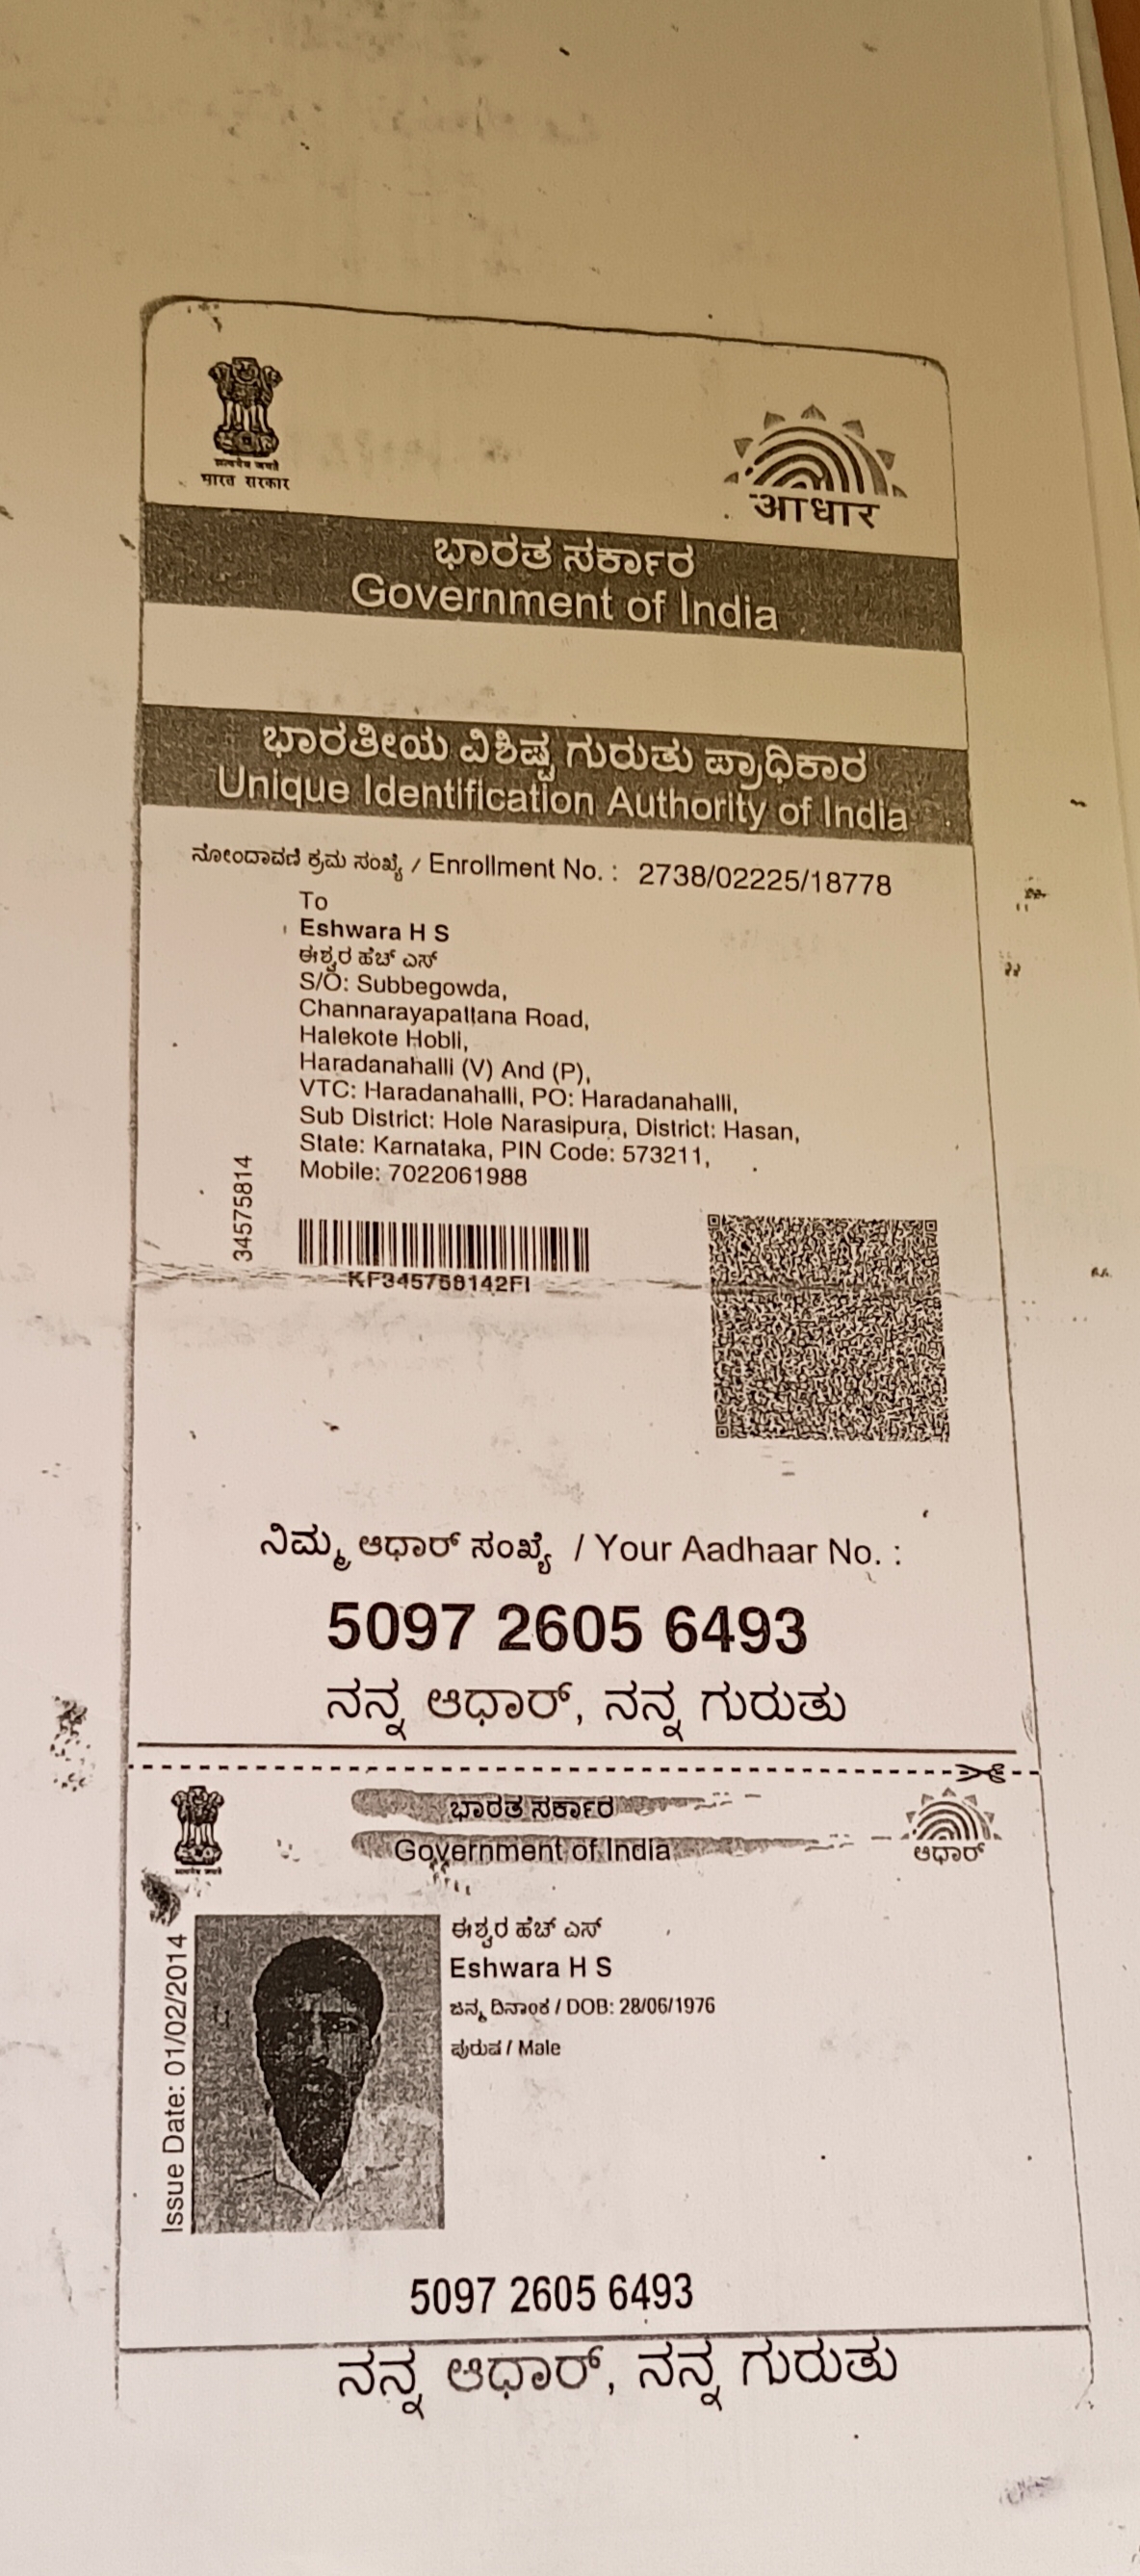 सत्यमेव जयते
भारत सरकार
आधार
ಭಾರತ ಸರ್ಕಾರ
Government of India
ಭಾರತೀಯ ವಿಶಿಷ್ಟ ಗುರುತು ಪ್ರಾಧಿಕಾರ
Unique Identification Authority of India
ನೋಂದಾವಣಿ ಕ್ರಮ ಸಂಖ್ಯೆ / Enrollment No. : 2738/02225/18778
To
Eshwara H S
ಈಶ್ವರ ಹೆಚ್ ಎಸ್
S/O: Subbegowda,
Channarayapattana Road,
Halekote Hobli,
Haradanahalli (V) And (P),
VTC: Haradanahalli, PO: Haradanahalli,
Sub District: Hole Narasipura, District: Hasan,
State: Karnataka, PIN Code: 573211,
Mobile: 7022061988
34575814
KF345758142FI
ನಿಮ್ಮ ಆಧಾರ್ ಸಂಖ್ಯೆ / Your Aadhaar No. :
5097 2605 6493
ನನ್ನ ಆಧಾರ್, ನನ್ನ ಗುರುತು
ಭಾರತ ಸರ್ಕಾರ
Government of India
ಆಧಾರ್
ಈಶ್ವರ ಹೆಚ್ ಎಸ್
Eshwara H S
ಜನ್ಮ ದಿನಾಂಕ / DOB: 28/06/1976
ಪುರುಷ / Male
Issue Date: 01/02/2014
5097 2605 6493
ನನ್ನ ಆಧಾರ್, ನನ್ನ ಗುರುತು